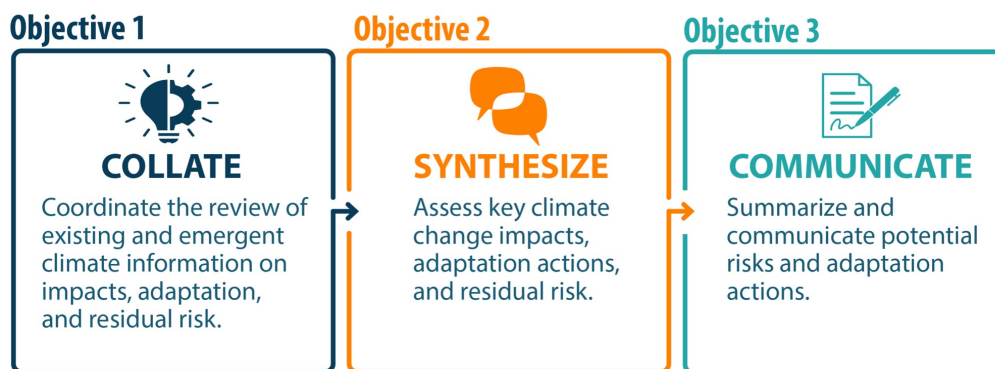 Objective 1
COLLATE
Coordinate the review of
existing and emergent
climate information on
impacts, adaptation,
and residual risk.
Objective 2
SYNTHESIZE
Assess key climate
change impacts,
adaptation actions,
and residual risk.
Objective 3
COMMUNICATE
Summarize and
communicate potential
risks and adaptation
actions.